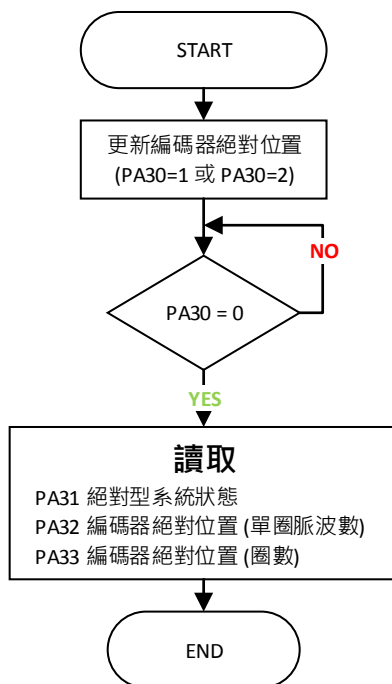 START
更新編碼器絕對位置
(PA30=1 或 PA30=2)
NO
PA30 = 0
YES
讀取
PA31 絕對型系統狀態
PA32 編碼器絕對位置 (單圈脈波數)
PA33 編碼器絕對位置 (圈數)
END